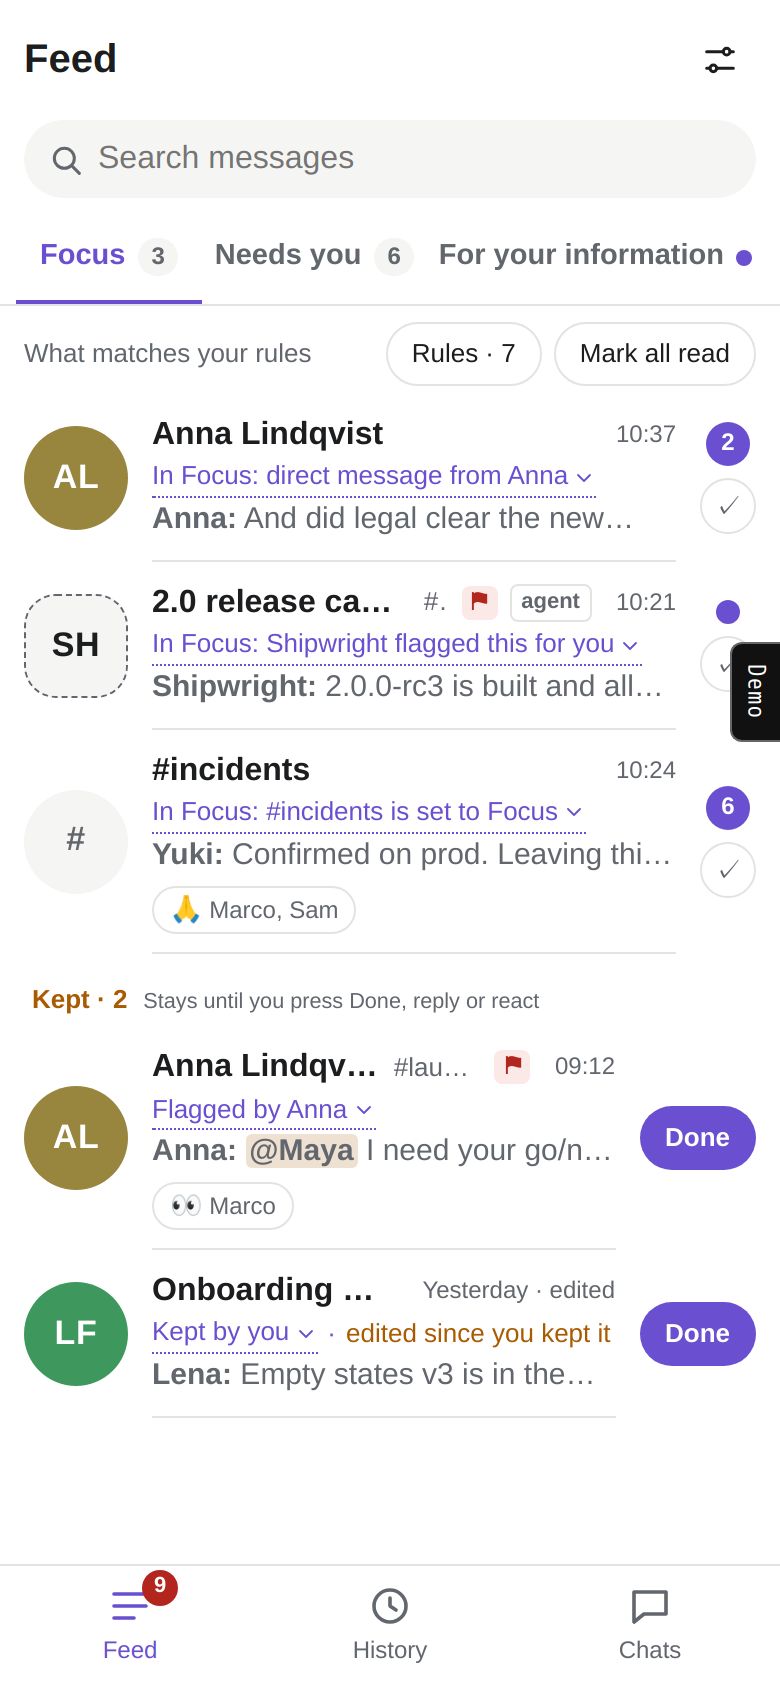 Feed
Search messages
Focus 3 Needs you 6 For your information
What matches your rules Rules · 7 Mark all read
AL Anna Lindqvist 10:37 2
In Focus: direct message from Anna
Anna: And did legal clear the new…
SH 2.0 release ca… #. agent 10:21
In Focus: Shipwright flagged this for you
Shipwright: 2.0.0-rc3 is built and all…
Demo
#incidents 10:24
In Focus: #incidents is set to Focus 6
# Yuki: Confirmed on prod. Leaving thi…
🙏 Marco, Sam
Kept · 2 Stays until you press Done, reply or react
Anna Lindqv… #lau… 09:12
Flagged by Anna
AL Anna: @Maya I need your go/n… Done
👀 Marco
Onboarding … Yesterday · edited
LF Kept by you · edited since you kept it Done
Lena: Empty states v3 is in the…
9
Feed History Chats